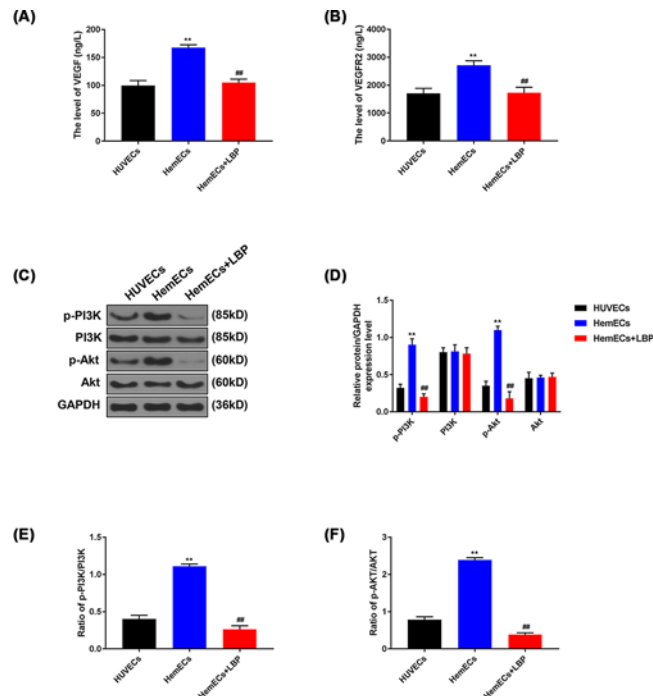 (A)
The level of VEGF (ng/L)
200
150
100
50
0
**
##
HUVECs
HemECs
HemECs+LBP
(B)
The level of VEGFR2 (ng/L)
4000
3000
2000
1000
0
**
##
HUVECs
HemECs
HemECs+LBP
(C)
HUVECs
HemECs
HemECs+LBP
p-PI3K (85kD)
PI3K (85kD)
p-Akt (60kD)
Akt (60kD)
GAPDH (36kD)
(D)
Relative protein/GAPDH
expression level
1.5
1.0
0.5
0.0
**
##
**
##
p-PI3K
PI3K
p-Akt
Akt
HUVECs
HemECs
HemECs+LBP
(E)
Ratio of p-PI3K/PI3K
1.5
1.0
0.5
0.0
**
##
HUVECs
HemECs
HemECs+LBP
(F)
Ratio of p-AKT/AKT
3
2
1
0
**
##
HUVECs
HemECs
HemECs+LBP